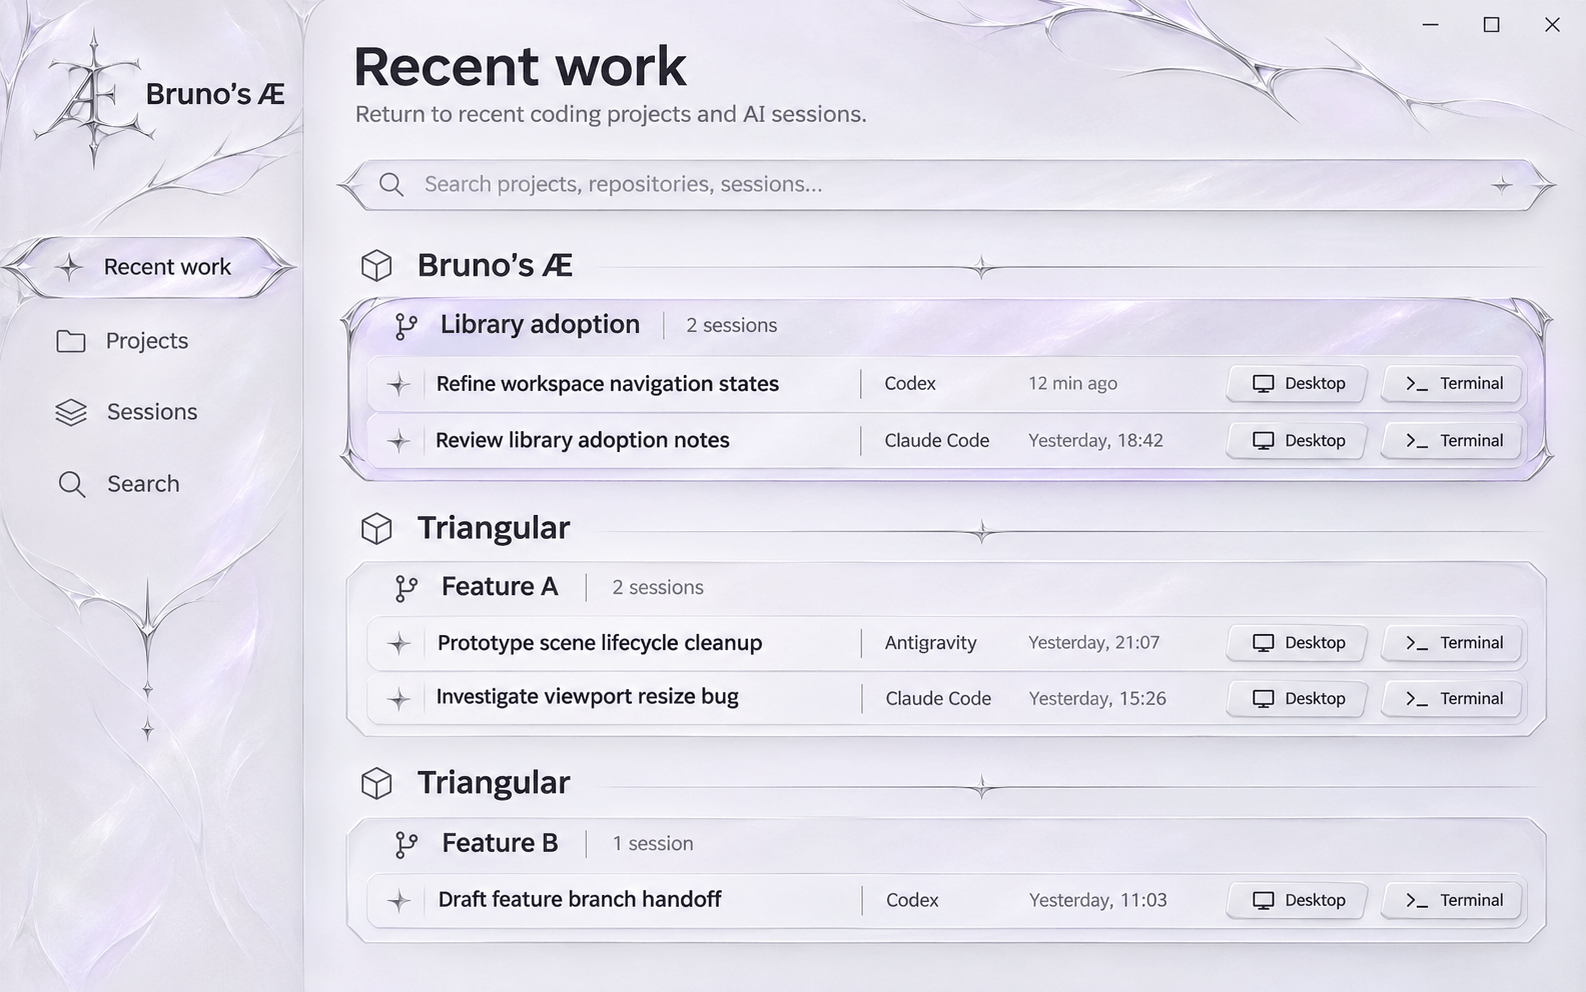 Æ
Bruno's Æ
Recent work
Projects
Sessions
Search
Recent work
Return to recent coding projects and AI sessions.
Search projects, repositories, sessions...
Bruno's Æ
Library adoption | 2 sessions
Refine workspace navigation states | Codex 12 min ago Desktop >_ Terminal
Review library adoption notes | Claude Code Yesterday, 18:42 Desktop >_ Terminal
Triangular
Feature A | 2 sessions
Prototype scene lifecycle cleanup | Antigravity Yesterday, 21:07 Desktop >_ Terminal
Investigate viewport resize bug | Claude Code Yesterday, 15:26 Desktop >_ Terminal
Triangular
Feature B | 1 session
Draft feature branch handoff | Codex Yesterday, 11:03 Desktop >_ Terminal